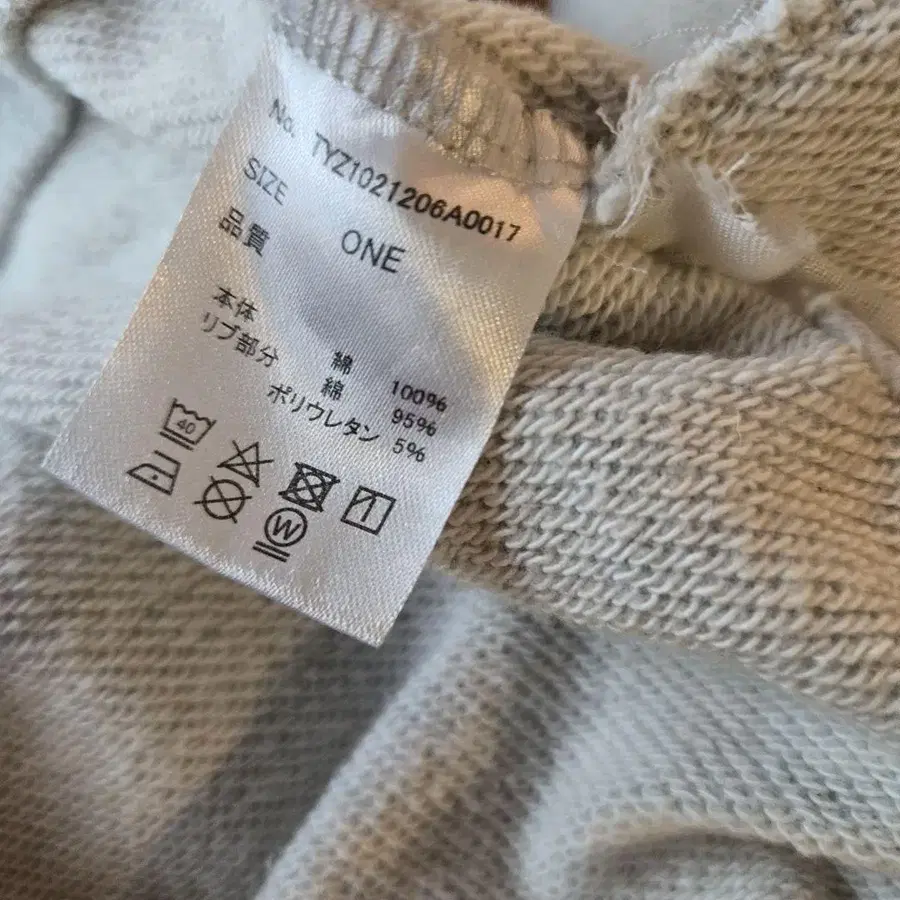 No. TYZ1021206A0017
SIZE ONE
品質
本体 綿 100%
リブ部分 綿 95%
ポリウレタン 5%
40
W